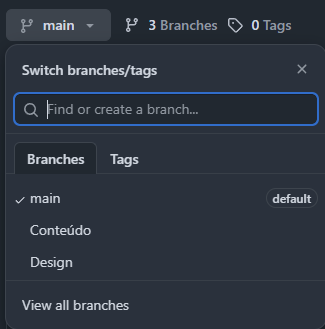 main 3 Branches 0 Tags
Switch branches/tags
Find or create a branch...
Branches Tags
main default
Conteúdo
Design
View all branches